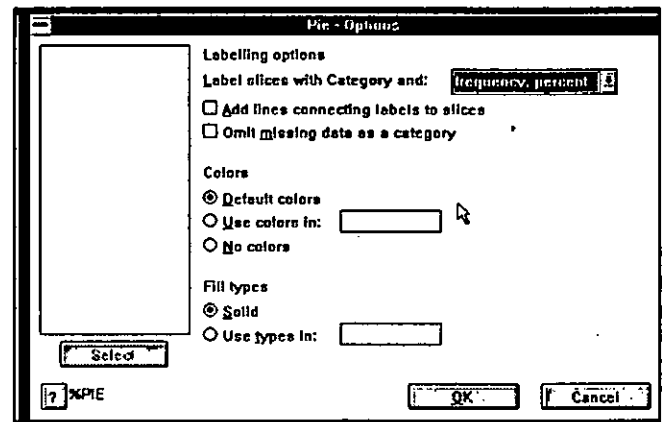 Pie - Options
Labelling options
Label slices with Category and: frequency, percent
Add lines connecting labels to slices
Omit missing data as a category
Colors
Default colors
Use colors in:
No colors
Fill types
Solid
Use types in:
Select
? %PIE
OK
Cancel